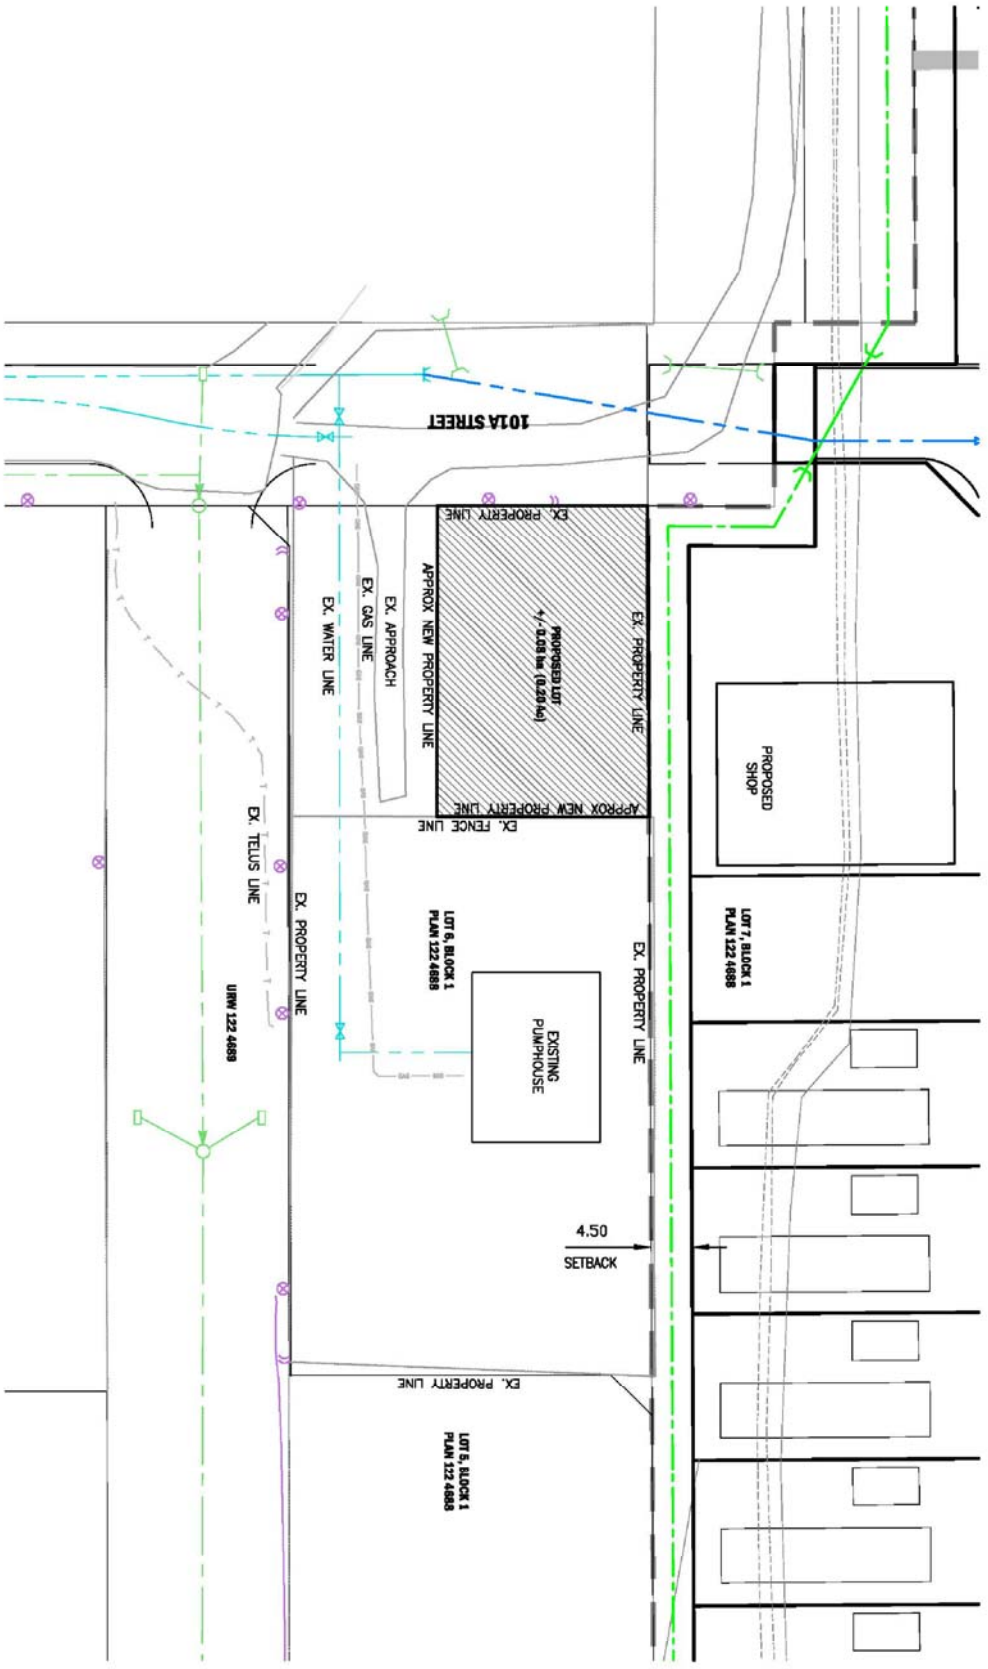 101A STREET
EX. PROPERTY LINE
APPROX NEW PROPERTY LINE
EX. PROPERTY LINE
PROPOSED LOT
+/- 0.08 ha (0.20 Ac)
EX. GAS LINE
EX. APPROACH
EX. WATER LINE
APPROX NEW PROPERTY LINE
EX. FENCE LINE
PROPOSED
SHOP
EX. TELUS LINE
EX. PROPERTY LINE
LOT 6, BLOCK 1
PLAN 122 4688
LOT 7, BLOCK 1
PLAN 122 4688
EX. PROPERTY LINE
URW 122 4689
EXISTING
PUMPHOUSE
4.50
SETBACK
EX. PROPERTY LINE
LOT 5, BLOCK 1
PLAN 122 4688